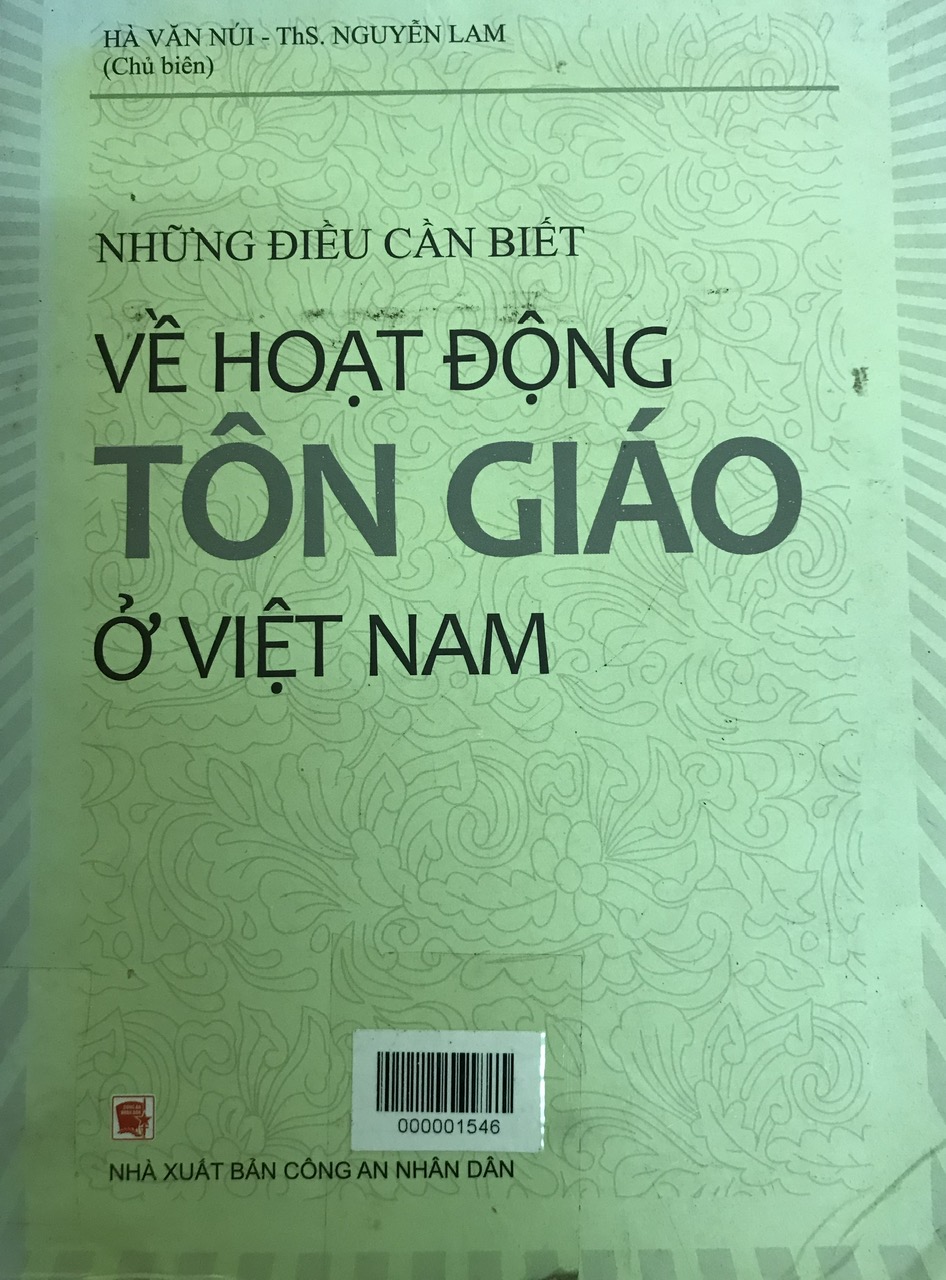 HÀ VĂN NÚI - ThS. NGUYỄN LAM
(Chủ biên)
NHỮNG ĐIỀU CẦN BIẾT
VỀ HOẠT ĐỘNG
TÔN GIÁO
Ở VIỆT NAM
000001546
NHÀ XUẤT BẢN CÔNG AN NHÂN DÂN